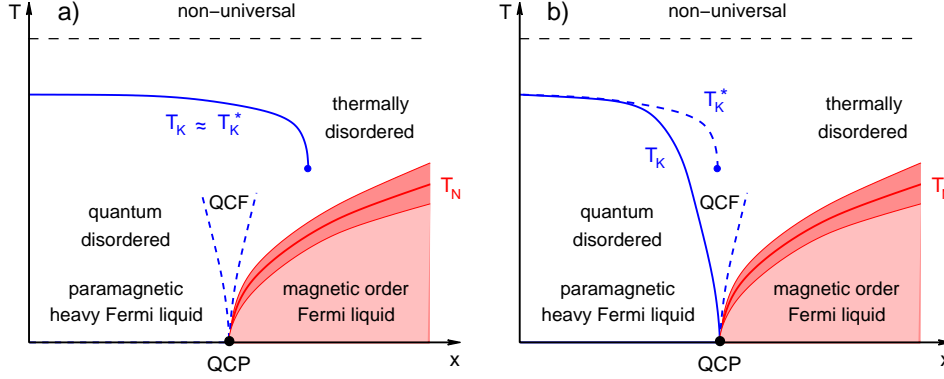 T
a)
non−universal
thermally
disordered
T_K ≈ T_K^*
T_N
QCF
quantum
disordered
paramagnetic
heavy Fermi liquid
magnetic order
Fermi liquid
QCP
x
T
b)
non−universal
T_K^*
thermally
disordered
T_K
QCF
quantum
disordered
paramagnetic
heavy Fermi liquid
magnetic order
Fermi liquid
QCP
x